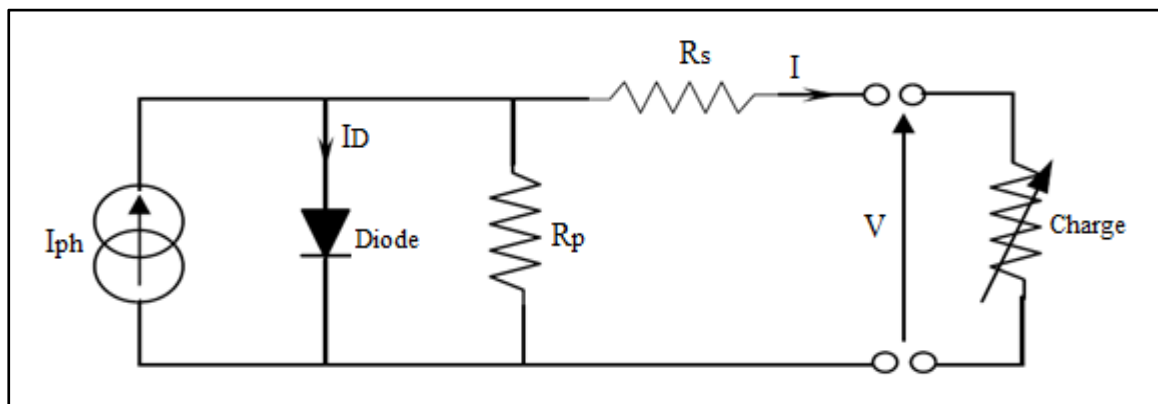 Rs
I
ID
Iph
Diode
Rp
V
Charge